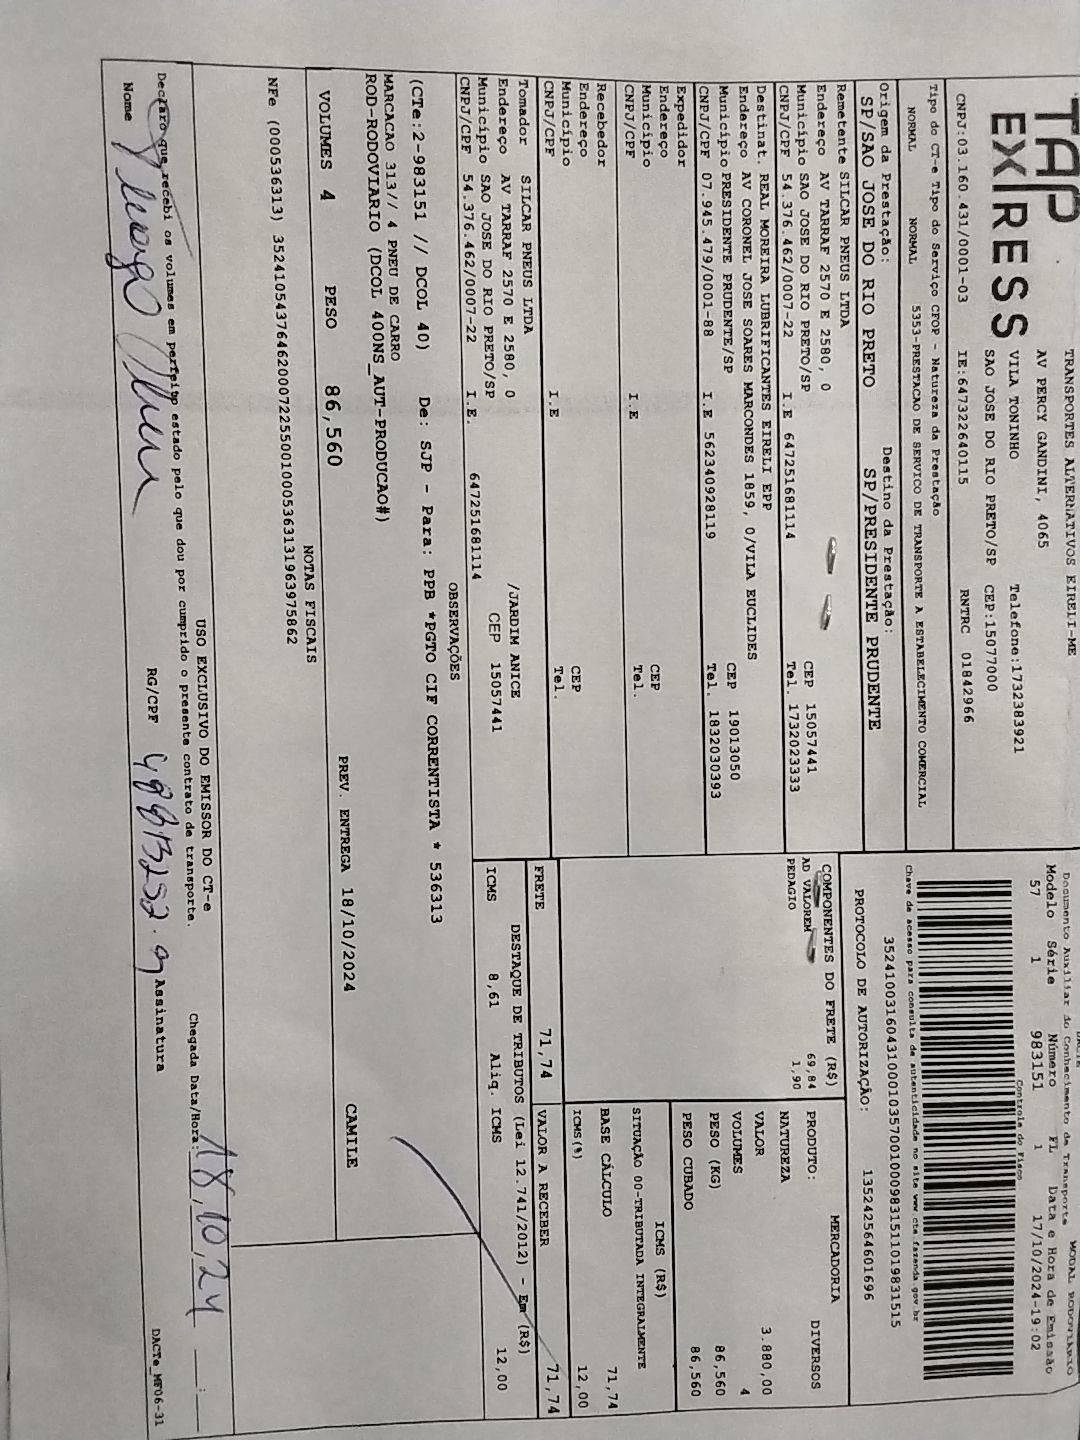 TAP
EXPRESS
TRANSPORTES ALTERNATIVOS EIRELI-ME
AV PERCY GANDINI, 4065
VILA TONINHO Telefone:1732383921
SAO JOSE DO RIO PRETO/SP CEP:15077000
CNPJ:03.160.431/0001-03 IE:647322640115 RNTRC 01842966
Documento Auxiliar do Conhecimento de Transporte MODAL RODOVIÁRIO
Modelo Série Número FL Data e Hora de Emissão
57 1 983151 1 17/10/2024-19:02
Controle do Fisco
35241003160431000103570010009831511019831515
Chave de acesso para consulta de autenticidade no site www.cte.fazenda.gov.br
PROTOCOLO DE AUTORIZAÇÃO: 135242564601696
Tipo do CT-e Tipo do Serviço CFOP - Natureza da Prestação
NORMAL NORMAL 5353-PRESTACAO DE SERVICO DE TRANSPORTE A ESTABELECIMENTO COMERCIAL
Origem da Prestação: Destino da Prestação:
SP/SAO JOSE DO RIO PRETO SP/PRESIDENTE PRUDENTE
Remetente SILCAR PNEUS LTDA
Endereço AV TARRAF 2570 E 2580, 0 CEP 15057441
Município SAO JOSE DO RIO PRETO/SP Tel. 1732023333
CNPJ/CPF 54.376.462/0007-22 I.E 647251681114
Destinat. REAL MOREIRA LUBRIFICANTES EIRELI EPP
Endereço AV CORONEL JOSE SOARES MARCONDES 1859, 0/VILA EUCLIDES
Município PRESIDENTE PRUDENTE/SP CEP 19013050
CNPJ/CPF 07.945.479/0001-88 I.E 562340928119 Tel. 1832030393
Expedidor
Endereço
Município CEP
CNPJ/CPF I.E Tel.
Recebedor
Endereço
Município CEP
CNPJ/CPF I.E Tel.
Tomador SILCAR PNEUS LTDA
Endereço AV TARRAF 2570 E 2580, 0 /JARDIM ANICE
Município SAO JOSE DO RIO PRETO/SP CEP 15057441
CNPJ/CPF 54.376.462/0007-22 I.E. 647251681114
COMPONENTES DO FRETE (R$)
AD VALOREM 69,84
PEDAGIO 1,90
MERCADORIA
PRODUTO: DIVERSOS
NATUREZA
VALOR 3.880,00
VOLUMES 4
PESO (KG) 86,560
PESO CUBADO 86,560
ICMS (R$)
SITUAÇÃO 00-TRIBUTADA INTEGRALMENTE
BASE CÁLCULO 71,74
ICMS(%) 12,00
FRETE 71,74 VALOR A RECEBER 71,74
DESTAQUE DE TRIBUTOS (Lei 12.741/2012) - Em (R$)
ICMS 8,61 Aliq. ICMS 12,00
OBSERVAÇÕES
(CTe:2-983151 // DCOL 40) De: SJP - Para: PPB *PGTO CIF CORRENTISTA * 536313
MARCACAO 313// 4 PNEU DE CARRO
ROD-RODOVIARIO (DCOL 400NS_AUT-PRODUCAO#)
VOLUMES 4 PESO 86,560 PREV. ENTREGA 18/10/2024 CAMILE
NOTAS FISCAIS
NFe (000536313) 35241054376462000722550010005363131963975862
USO EXCLUSIVO DO EMISSOR DO CT-e
Declaro que recebi os volumes em perfeito estado pelo que dou por cumprido o presente contrato de transporte. Chegada Data/Hora: 18/10/24 :
Nome RG/CPF Assinatura
DACTe_MF06-31